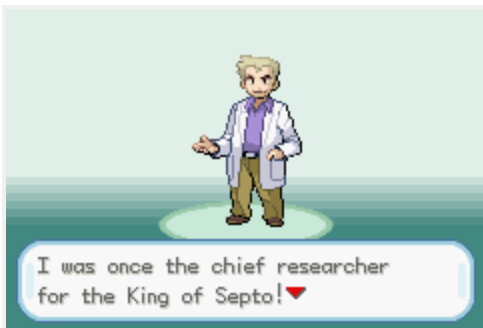 I was once the chief researcher
for the King of Septo!